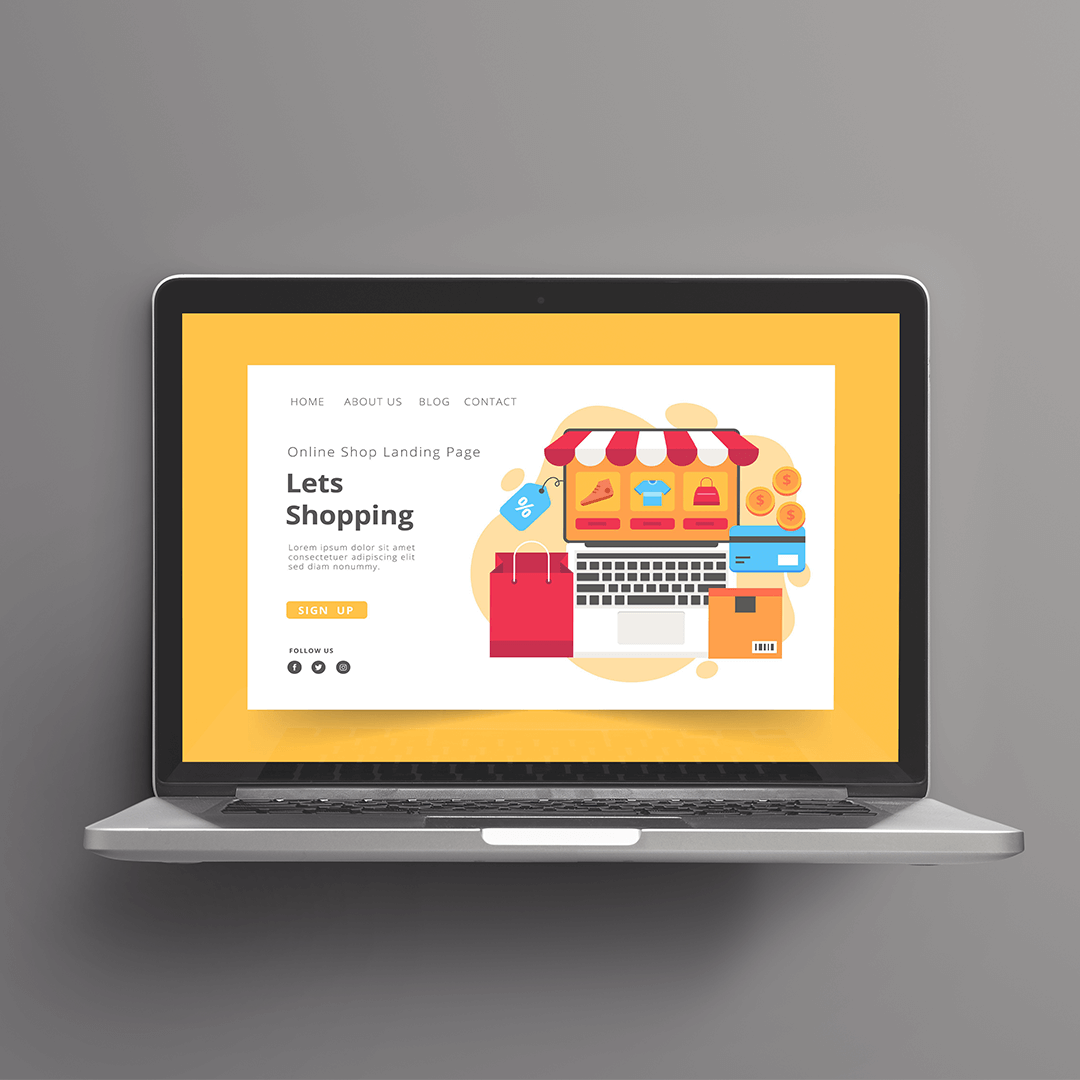 HOME ABOUT US BLOG CONTACT
Online Shop Landing Page
Lets
Shopping
Lorem ipsum dolor sit amet
consectetuer adipiscing elit
sed diam nonummy.
SIGN UP
FOLLOW US
%
$
$
$